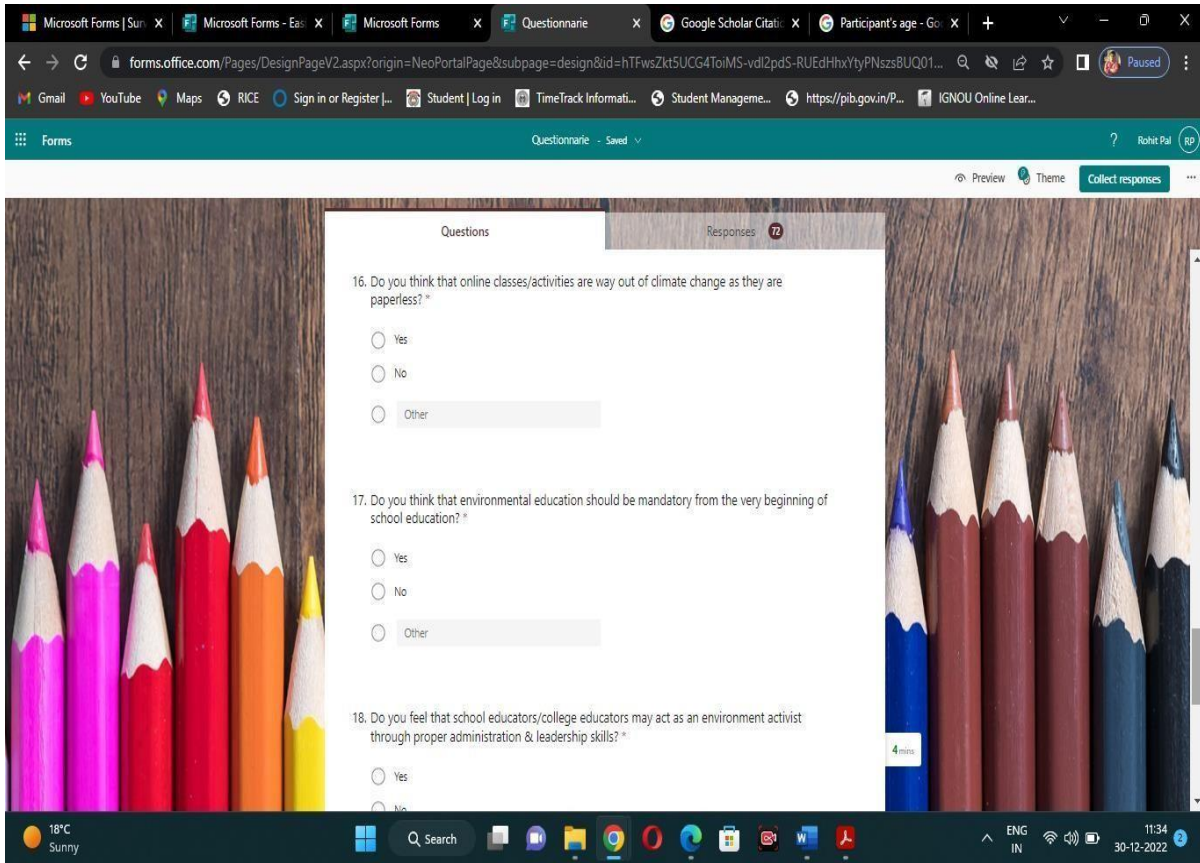 Microsoft Forms | Sur
Microsoft Forms - Eas
Microsoft Forms
Questionnarie
Google Scholar Citatic
Participant's age - Go
forms.office.com/Pages/DesignPageV2.aspx?origin=NeoPortalPage&subpage=design&id=hTFwsZkt5UCG4ToiMS-vdI2pdS-RUEdHhxYtyPNszsBUQ01...
Paused
Gmail
YouTube
Maps
RICE
Sign in or Register |...
Student | Log in
TimeTrack Informati...
Student Manageme...
https://pib.gov.in/P...
IGNOU Online Lear...
Forms
Questionnarie - Saved
?
Rohit Pal
RP
Preview
Theme
Collect responses
...
Questions
Responses 72
16. Do you think that online classes/activities are way out of climate change as they are
paperless? *
Yes
No
Other
17. Do you think that environmental education should be mandatory from the very beginning of
school education? *
Yes
No
Other
18. Do you feel that school educators/college educators may act as an environment activist
through proper administration & leadership skills? *
Yes
No
4 mins
18°C
Sunny
Search
ENG
IN
11:34
30-12-2022
2